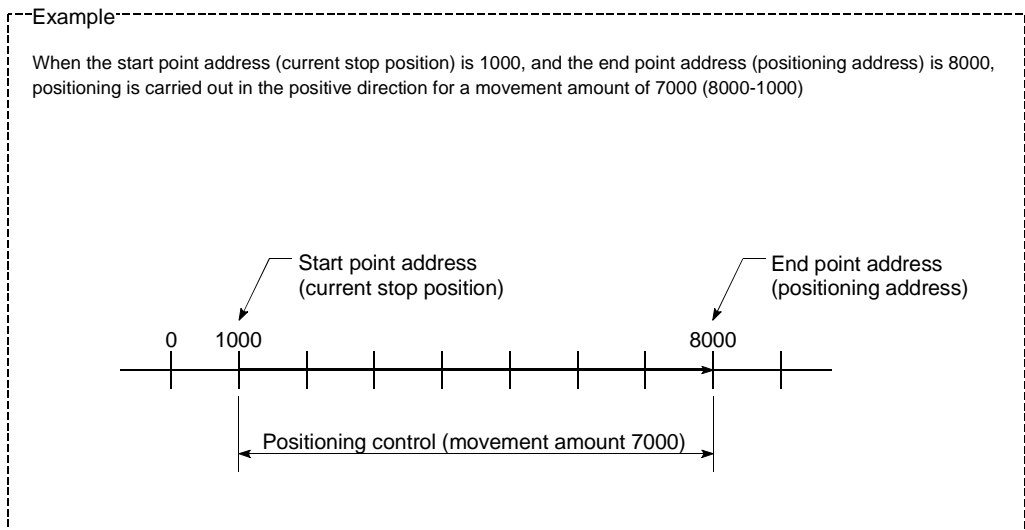 Example
When the start point address (current stop position) is 1000, and the end point address (positioning address) is 8000,
positioning is carried out in the positive direction for a movement amount of 7000 (8000-1000)
Start point address
(current stop position)
End point address
(positioning address)
0 1000 8000
Positioning control (movement amount 7000)